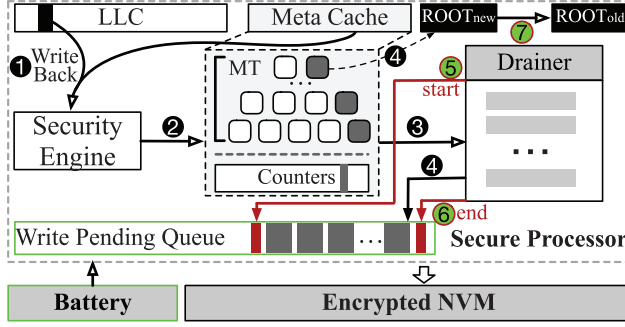 LLC
Meta Cache
ROOTnew
ROOTold
7
1
Write
Back
MT
...
4
5
start
Drainer
Security
Engine
2
3
...
4
Counters
6
end
Write Pending Queue
...
Secure Processor
Battery
Encrypted NVM